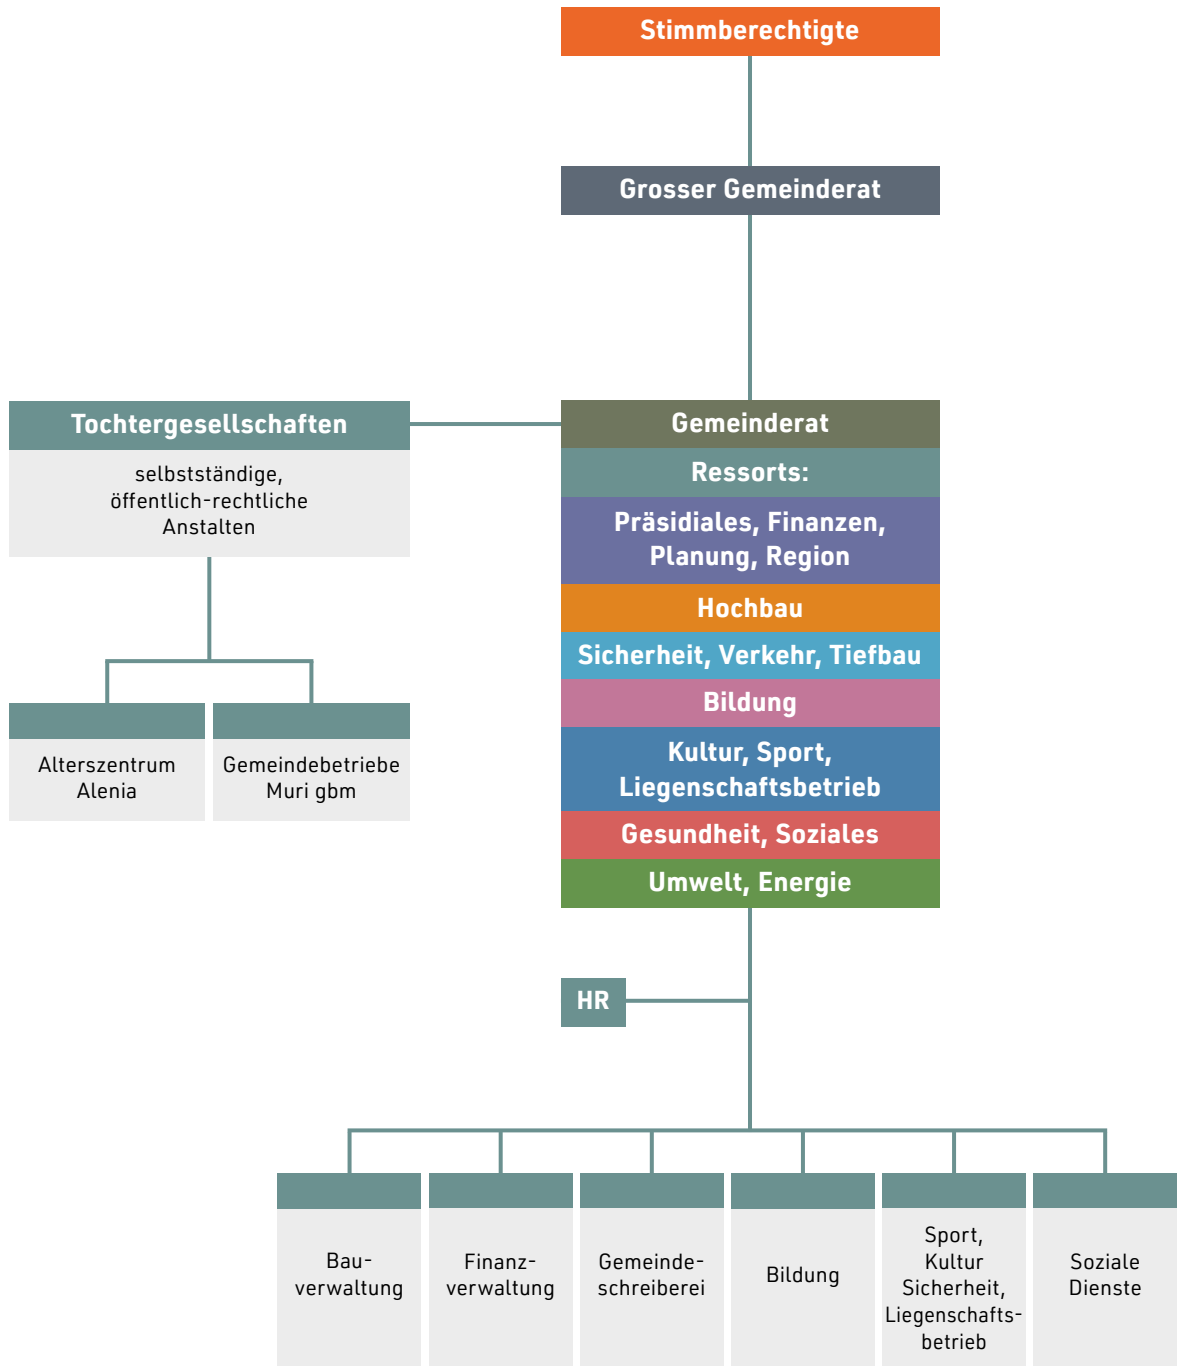 Stimmberechtigte
Grosser Gemeinderat
Tochtergesellschaften
selbstständige,
öffentlich-rechtliche
Anstalten
Alterszentrum
Alenia
Gemeindebetriebe
Muri gbm
Gemeinderat
Ressorts:
Präsidiales, Finanzen,
Planung, Region
Hochbau
Sicherheit, Verkehr, Tiefbau
Bildung
Kultur, Sport,
Liegenschaftsbetrieb
Gesundheit, Soziales
Umwelt, Energie
HR
Bau-
verwaltung
Finanz-
verwaltung
Gemeinde-
schreiberei
Bildung
Sport,
Kultur
Sicherheit,
Liegenschafts-
betrieb
Soziale
Dienste